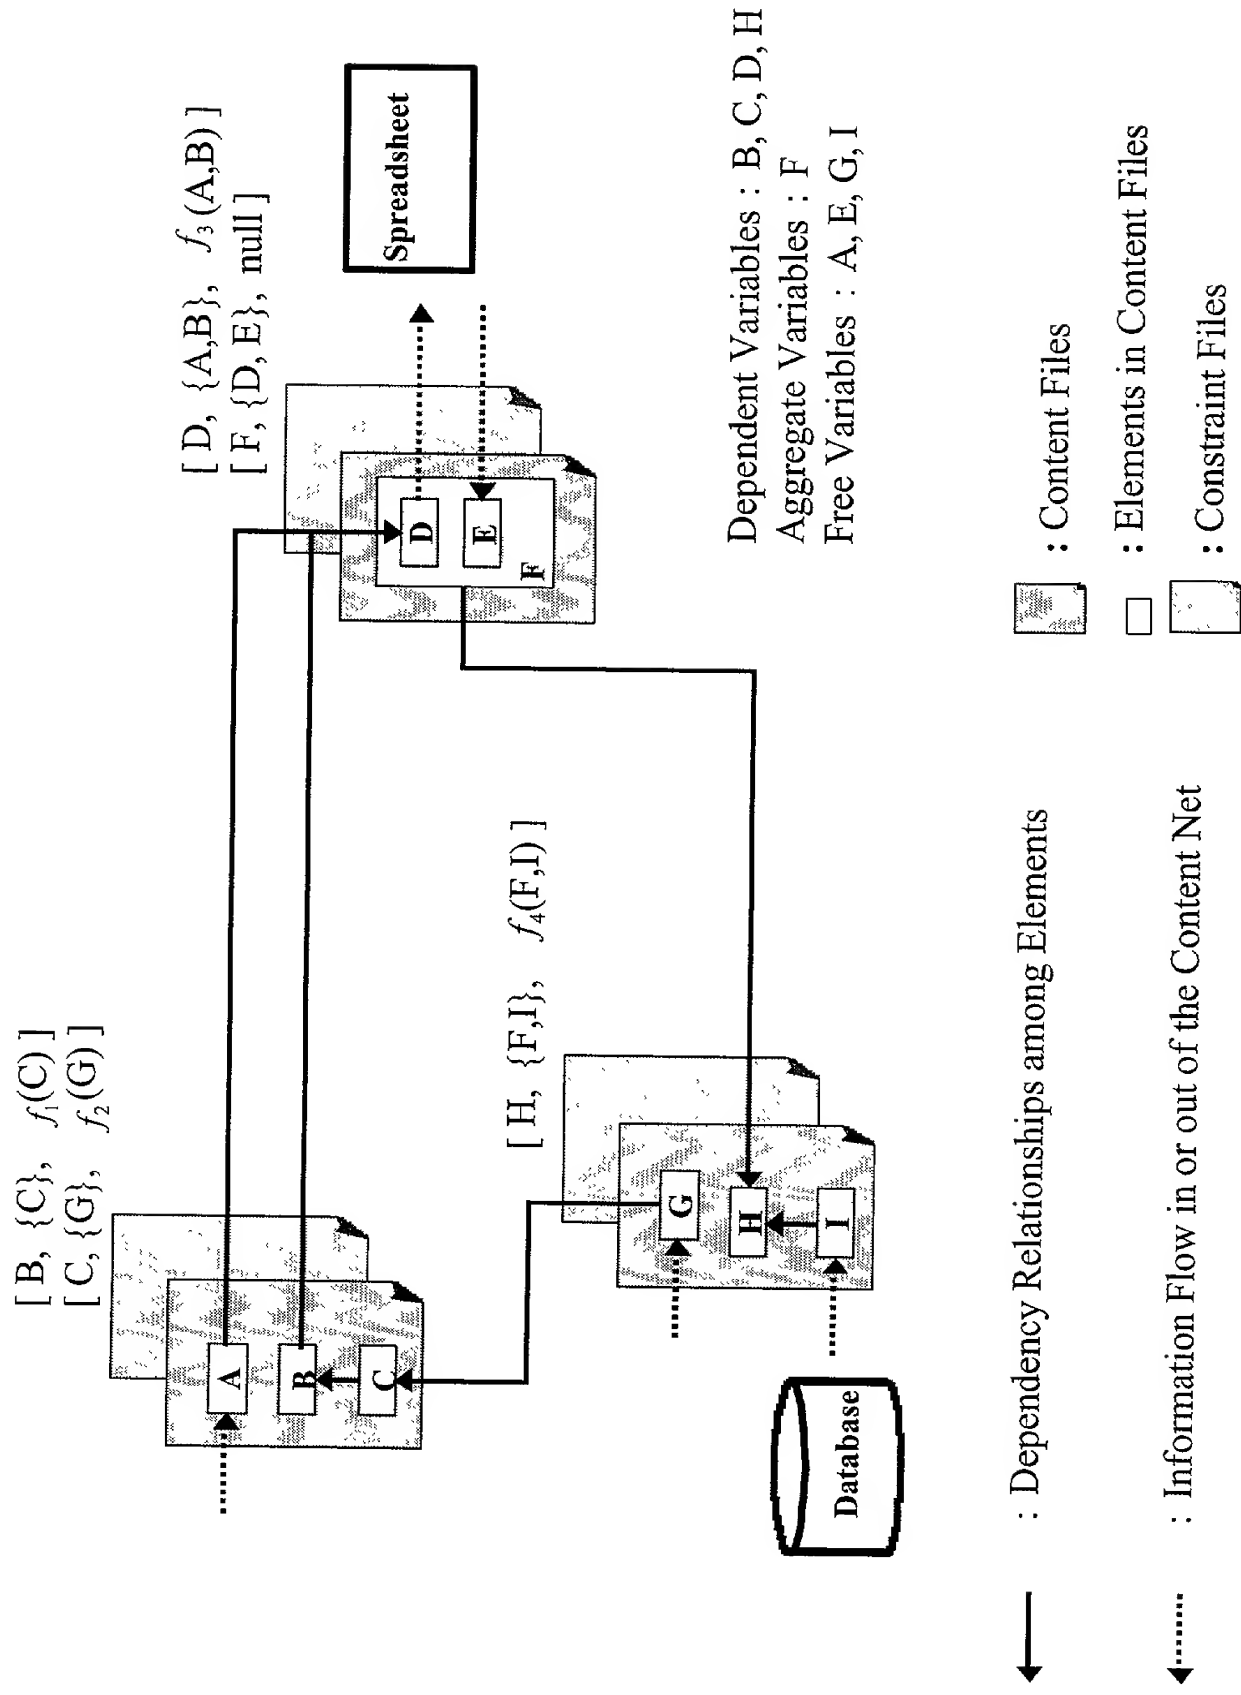 [ B, {C}, f₁(C) ]
[ C, {G}, f₂(G) ]
[ D, {A,B}, f₃(A,B) ]
[ F, {D, E}, null ]
A
B
C
D
E
F
Spreadsheet
[ H, {F,I}, f₄(F,I) ]
G
H
I
Database
Dependent Variables : B, C, D, H
Aggregate Variables : F
Free Variables : A, E, G, I
: Dependency Relationships among Elements
: Information Flow in or out of the Content Net
: Content Files
: Elements in Content Files
: Constraint Files